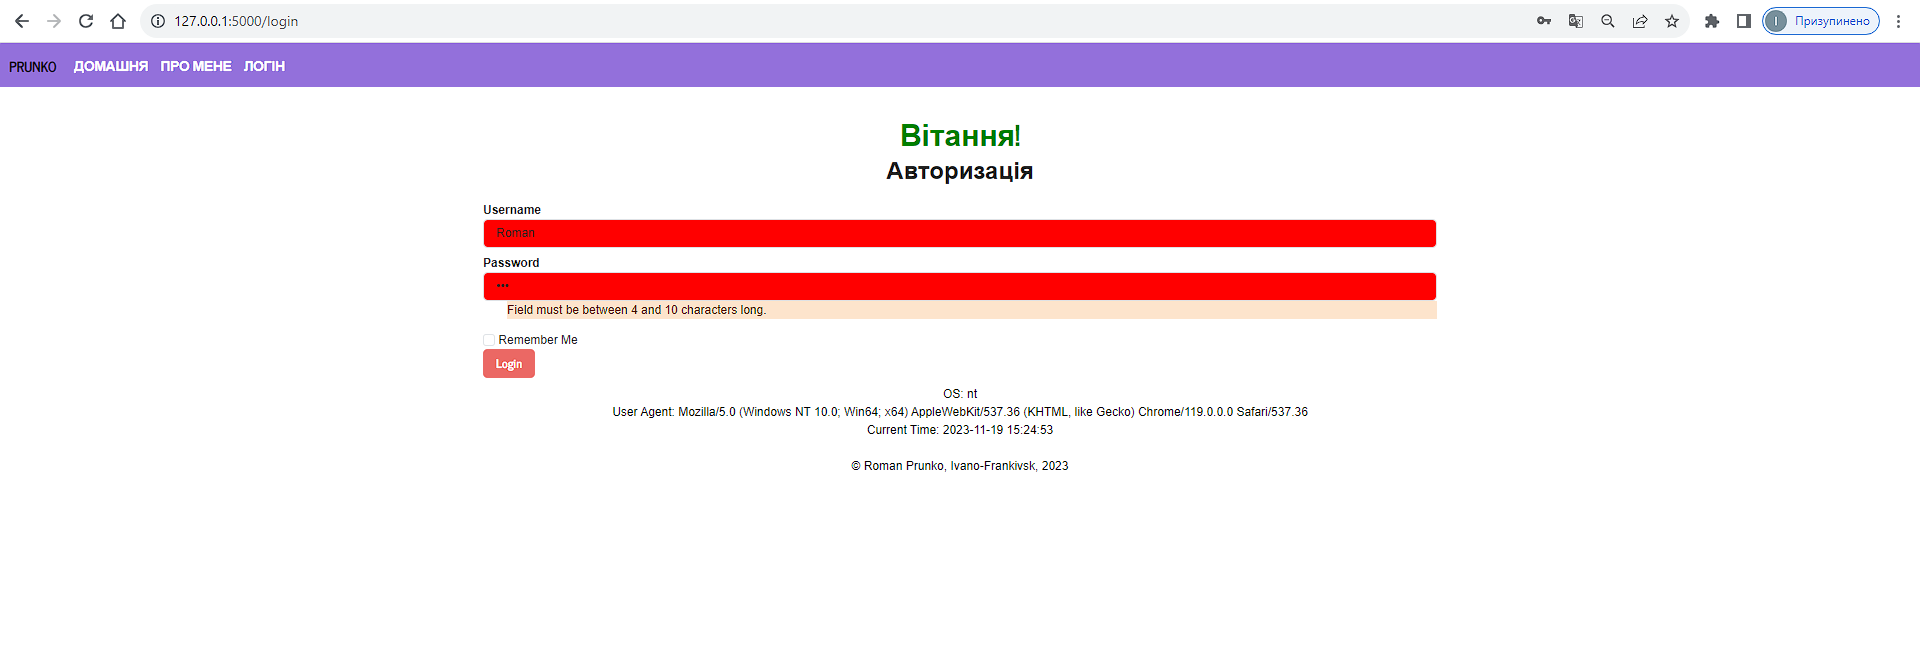 127.0.0.1:5000/login
Призупинено
PRUNKO ДОМАШНЯ ПРО МЕНЕ ЛОГІН
Вітання!
Авторизація
Username
Roman
Password
•••
Field must be between 4 and 10 characters long.
Remember Me
Login
OS: nt
User Agent: Mozilla/5.0 (Windows NT 10.0; Win64; x64) AppleWebKit/537.36 (KHTML, like Gecko) Chrome/119.0.0.0 Safari/537.36
Current Time: 2023-11-19 15:24:53
© Roman Prunko, Ivano-Frankivsk, 2023